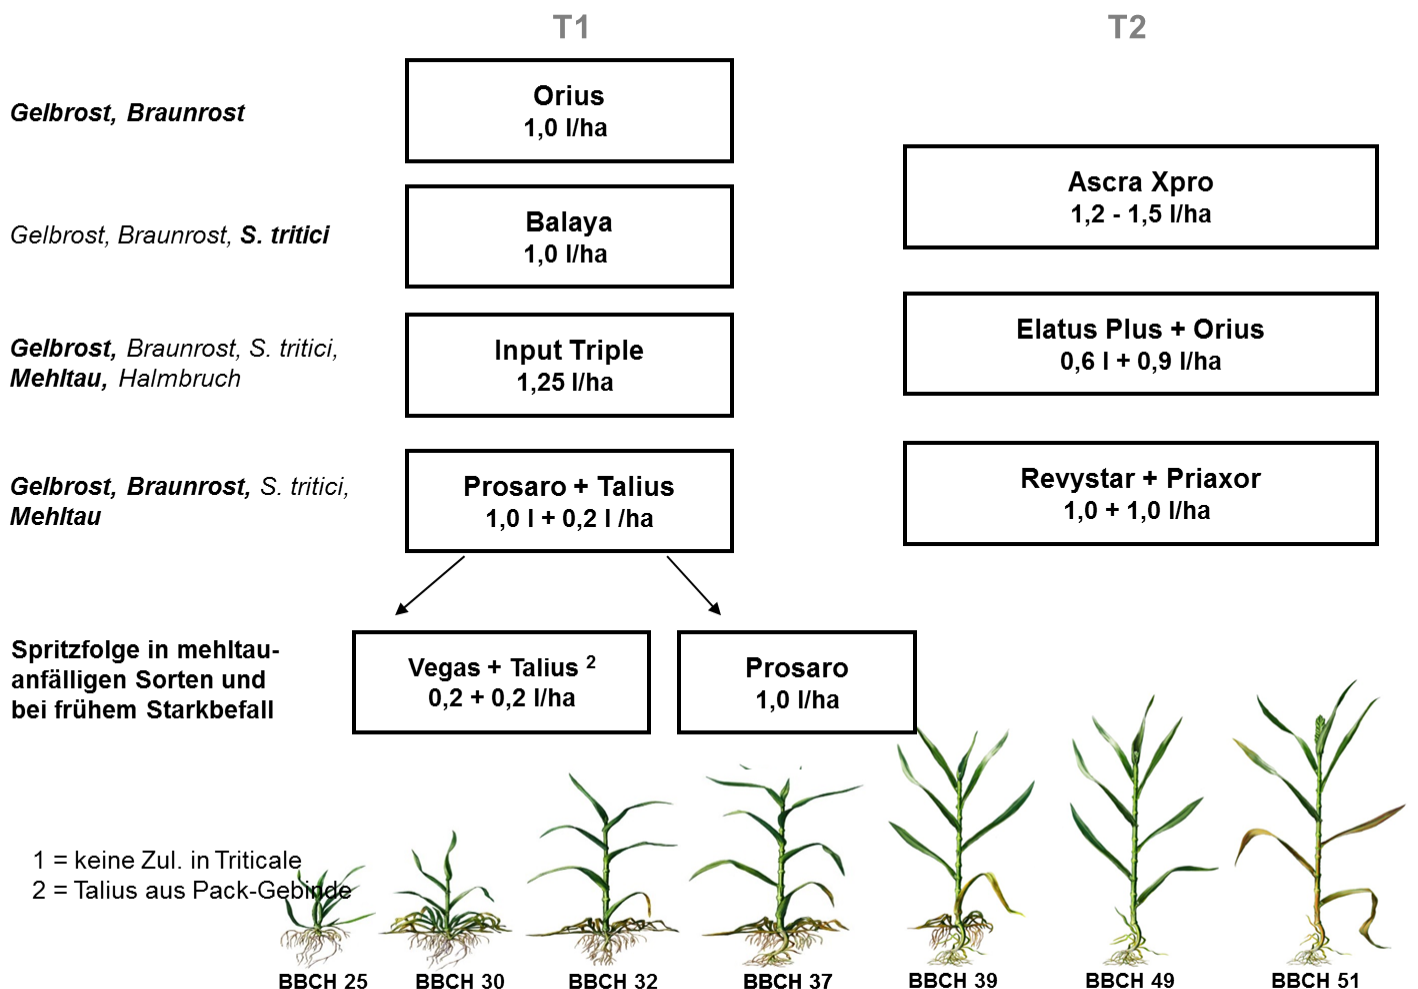 T1
T2
Gelbrost, Braunrost
Orius
1,0 l/ha
Ascra Xpro
1,2 - 1,5 l/ha
Gelbrost, Braunrost, S. tritici
Balaya
1,0 l/ha
Elatus Plus + Orius
0,6 l + 0,9 l/ha
Gelbrost, Braunrost, S. tritici,
Mehltau, Halmbruch
Input Triple
1,25 l/ha
Revystar + Priaxor
1,0 + 1,0 l/ha
Gelbrost, Braunrost, S. tritici,
Mehltau
Prosaro + Talius
1,0 l + 0,2 l /ha
Spritzfolge in mehltau-
anfälligen Sorten und
bei frühem Starkbefall
Vegas + Talius ²
0,2 + 0,2 l/ha
Prosaro
1,0 l/ha
1 = keine Zul. in Triticale
2 = Talius aus Pack-Gebinde
BBCH 25
BBCH 30
BBCH 32
BBCH 37
BBCH 39
BBCH 49
BBCH 51